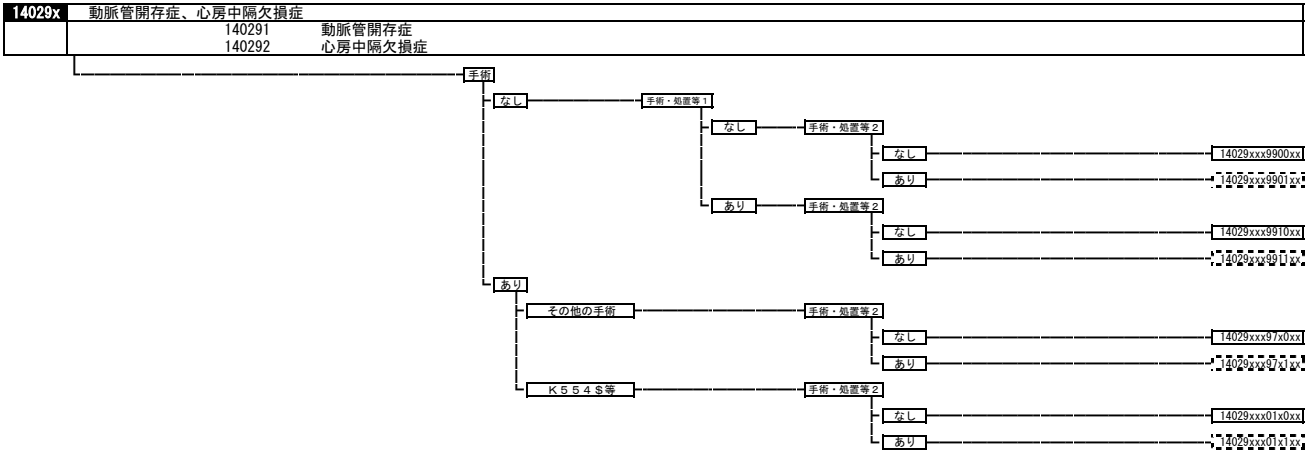 14029x 動脈管開存症、心房中隔欠損症
140291 動脈管開存症
140292 心房中隔欠損症
手術
なし 手術・処置等1
なし 手術・処置等2
なし 14029xxx9900xx
あり 14029xxx9901xx
あり 手術・処置等2
なし 14029xxx9910xx
あり 14029xxx9911xx
あり
その他の手術 手術・処置等2
なし 14029xxx97x0xx
あり 14029xxx97x1xx
K554$等 手術・処置等2
なし 14029xxx01x0xx
あり 14029xxx01x1xx